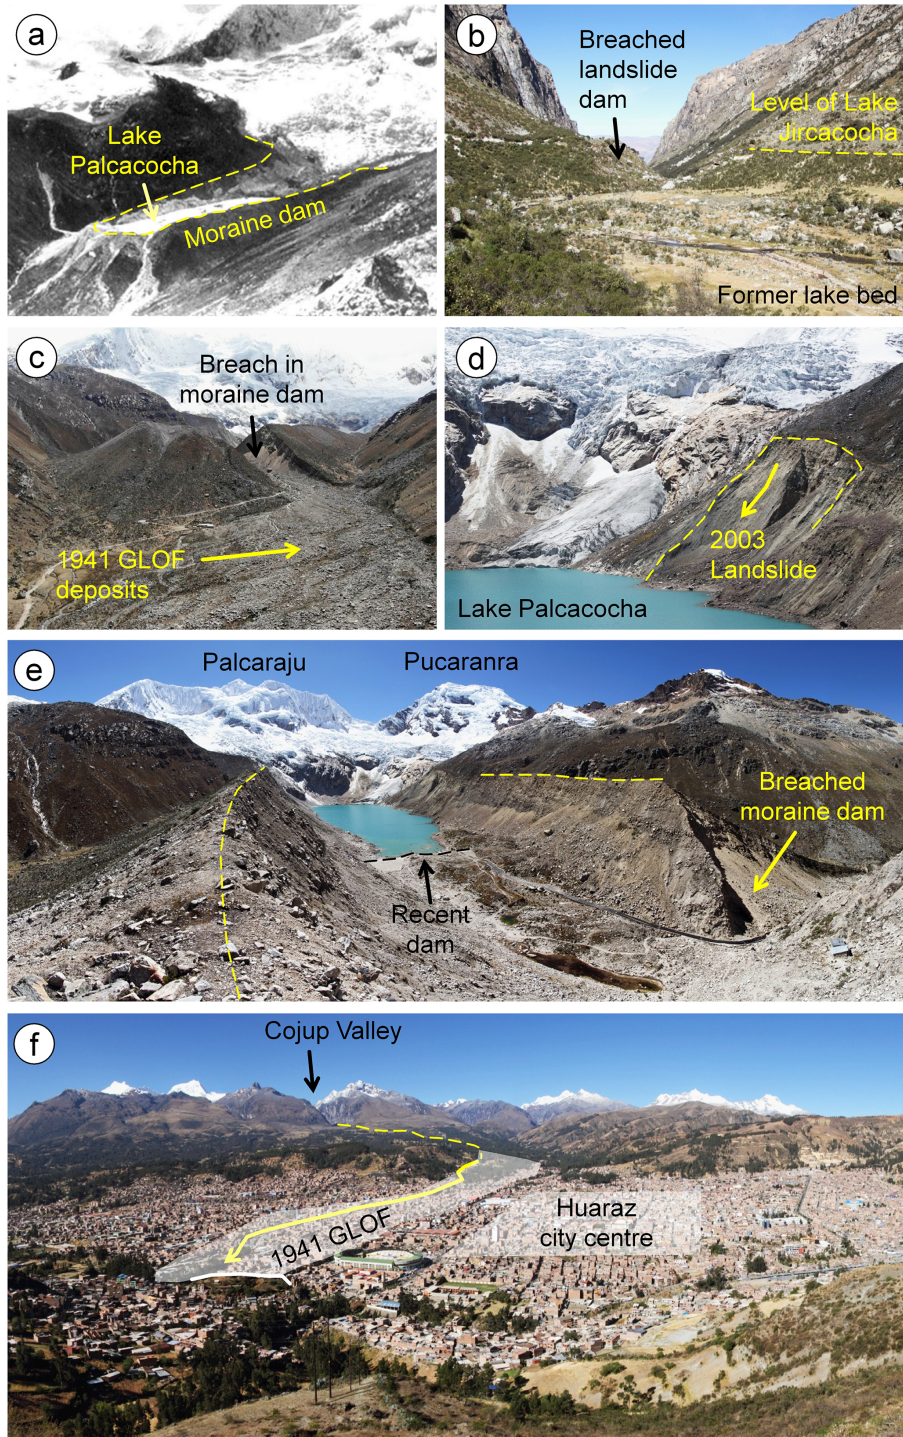 a
Lake
Palcacocha
Moraine dam
b
Breached
landslide
dam
Level of Lake
Jircacocha
Former lake bed
c
Breach in
moraine dam
1941 GLOF
deposits
d
2003
Landslide
Lake Palcacocha
e
Palcaraju
Pucaranra
Breached
moraine dam
Recent
dam
f
Cojup Valley
1941 GLOF
Huaraz
city centre